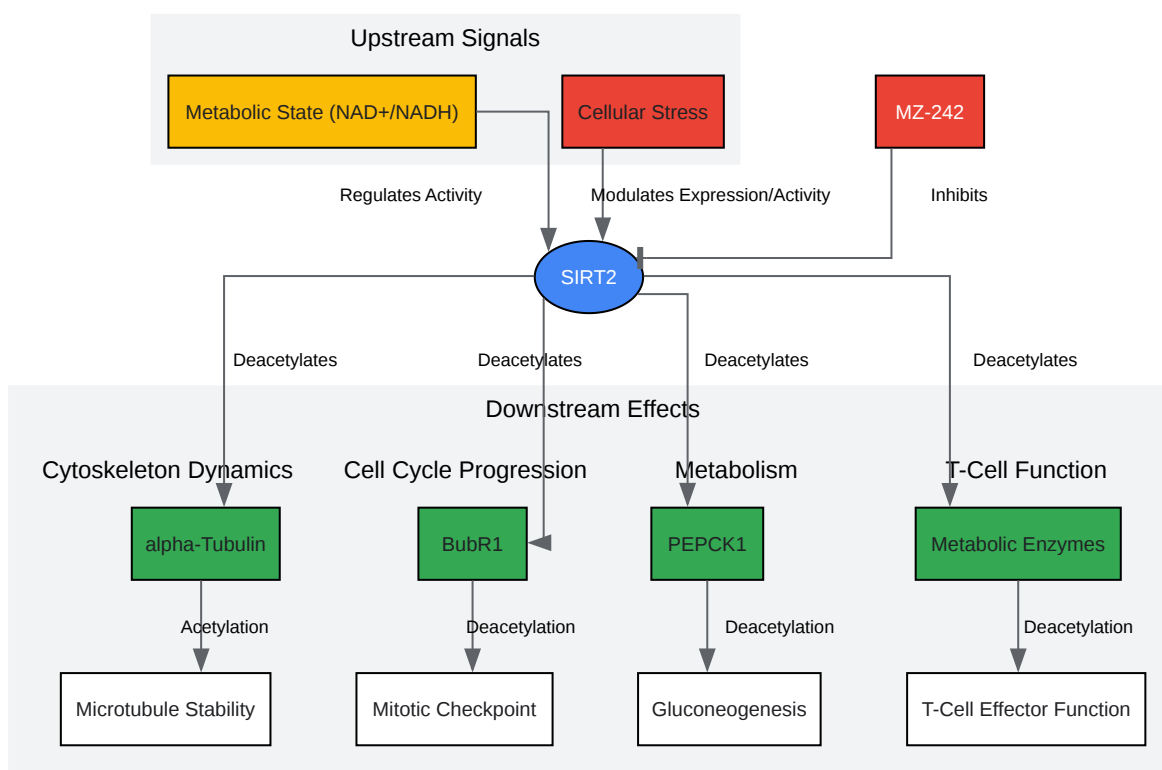 Upstream Signals
Metabolic State (NAD+/NADH)
Cellular Stress
MZ-242
Regulates Activity
Modulates Expression/Activity
Inhibits
SIRT2
Deacetylates
Deacetylates
Deacetylates
Deacetylates
Downstream Effects
Cytoskeleton Dynamics
Cell Cycle Progression
Metabolism
T-Cell Function
alpha-Tubulin
BubR1
PEPCK1
Metabolic Enzymes
Acetylation
Deacetylation
Deacetylation
Deacetylation
Microtubule Stability
Mitotic Checkpoint
Gluconeogenesis
T-Cell Effector Function